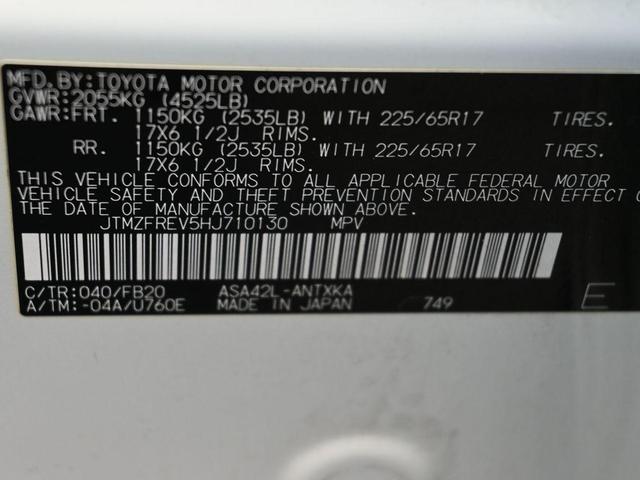 MFD.BY:TOYOTA MOTOR CORPORATION
GVWR:2055KG (4525LB)
GAWR:FRT. 1150KG (2535LB) WITH 225/65R17 TIRES.
17X6 1/2J RIMS.
RR. 1150KG (2535LB) WITH 225/65R17 TIRES.
17X6 1/2J RIMS.
THIS VEHICLE CONFORMS TO ALL APPLICABLE FEDERAL MOTOR
VEHICLE SAFETY AND THEFT PREVENTION STANDARDS IN EFFECT
THE DATE OF MANUFACTURE SHOWN ABOVE.
JTMZFREV5HJ710130 MPV
C/TR:040/FB20 ASA42L-ANTXKA
A/TM:-04A/U760E MADE IN JAPAN 749 E